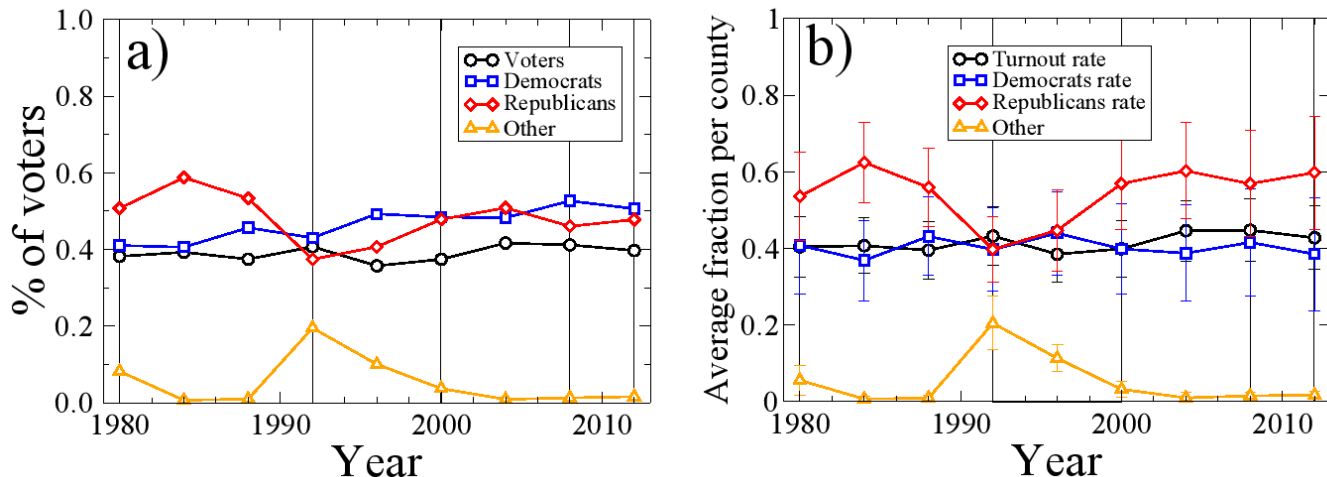 a)
% of voters
1.0
0.8
0.6
0.4
0.2
0.0
Voters
Democrats
Republicans
Other
1980
1990
2000
2010
Year
b)
Average fraction per county
1
0.8
0.6
0.4
0.2
0
Turnout rate
Democrats rate
Republicans rate
Other
1980
1990
2000
2010
Year